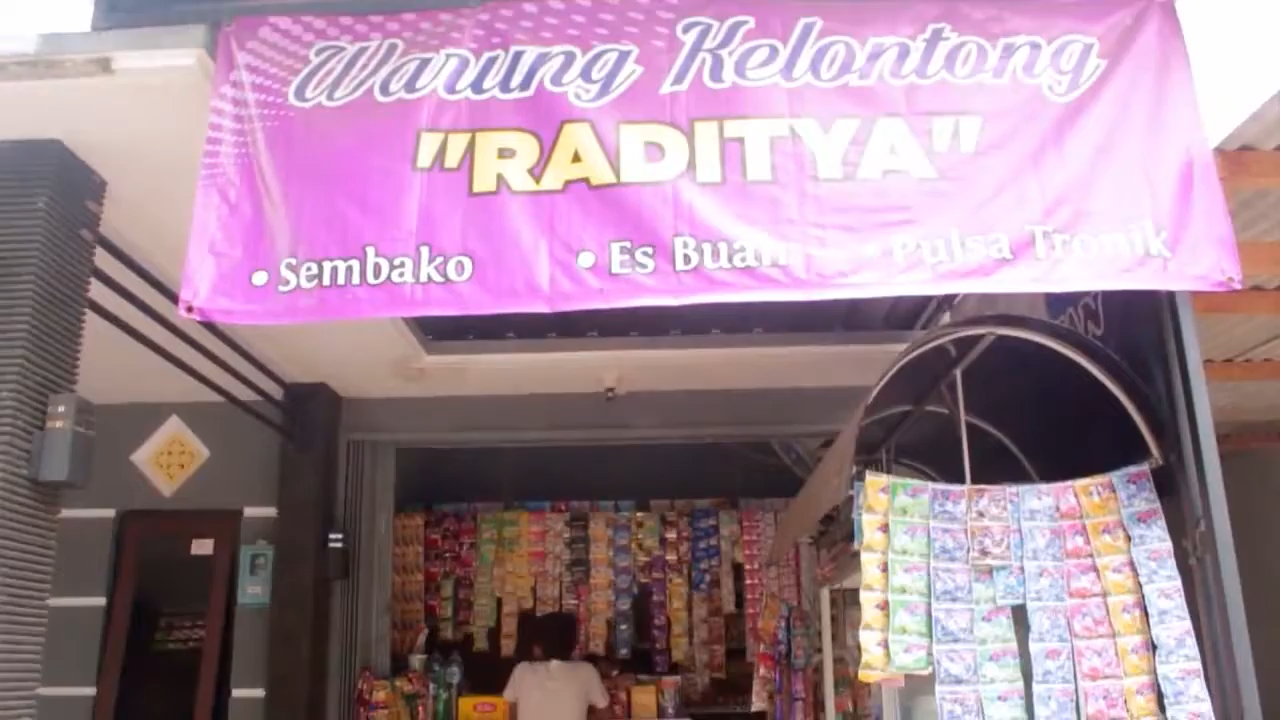 Warung Kelontong
"RADITYA"
• Sembako • Es Buah • Pulsa Tronik